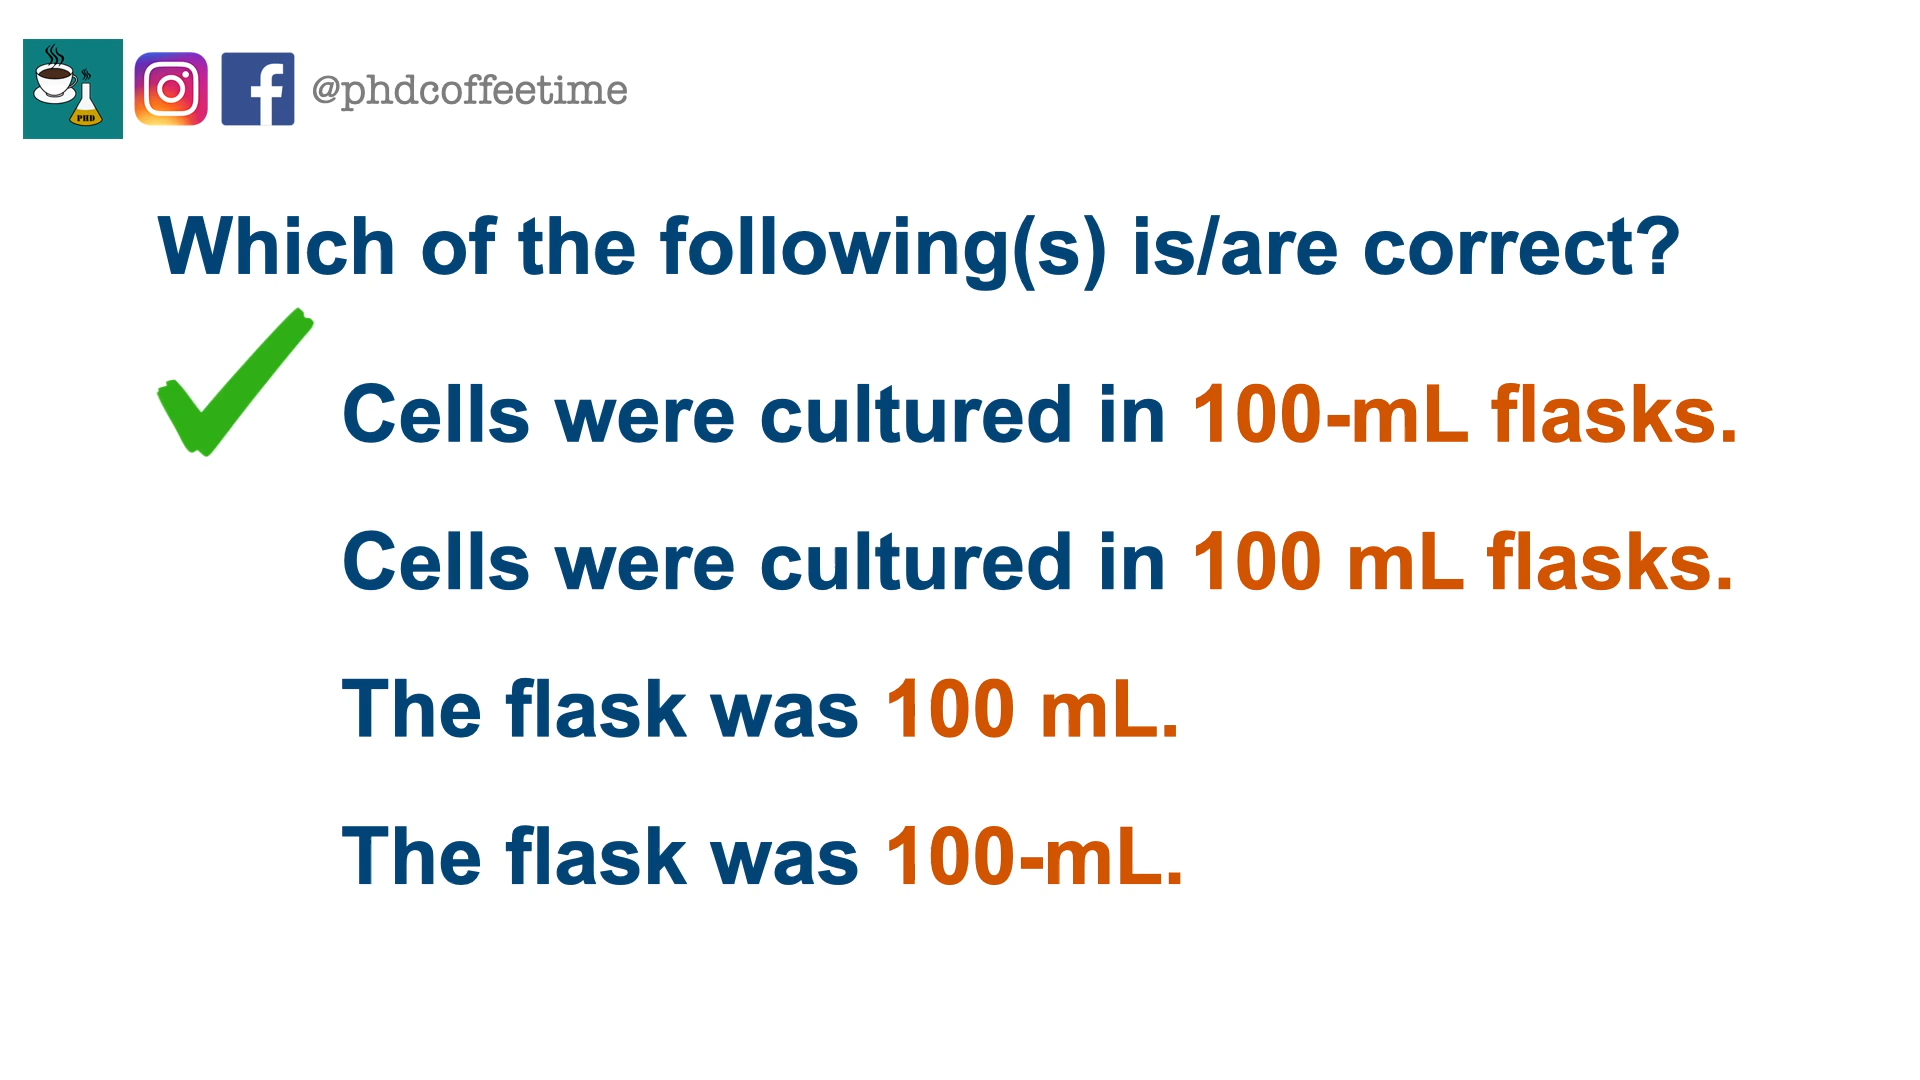 @phdcoffeetime
PHD
Which of the following(s) is/are correct?
Cells were cultured in 100-mL flasks.
Cells were cultured in 100 mL flasks.
The flask was 100 mL.
The flask was 100-mL.